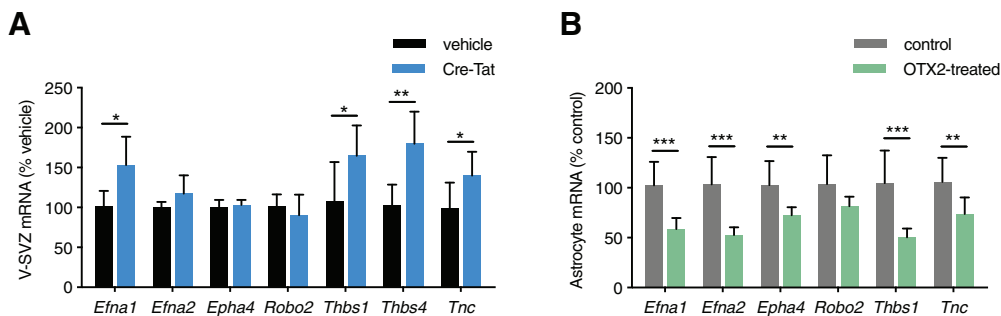 A
vehicle
Cre-Tat
V-SVZ mRNA (% vehicle)
250
200
150
100
50
0
*
*
**
*
Efna1 Efna2 Epha4 Robo2 Thbs1 Thbs4 Tnc
B
control
OTX2-treated
Astrocyte mRNA (% control)
200
150
100
50
0
***
***
**
***
**
Efna1 Efna2 Epha4 Robo2 Thbs1 Tnc